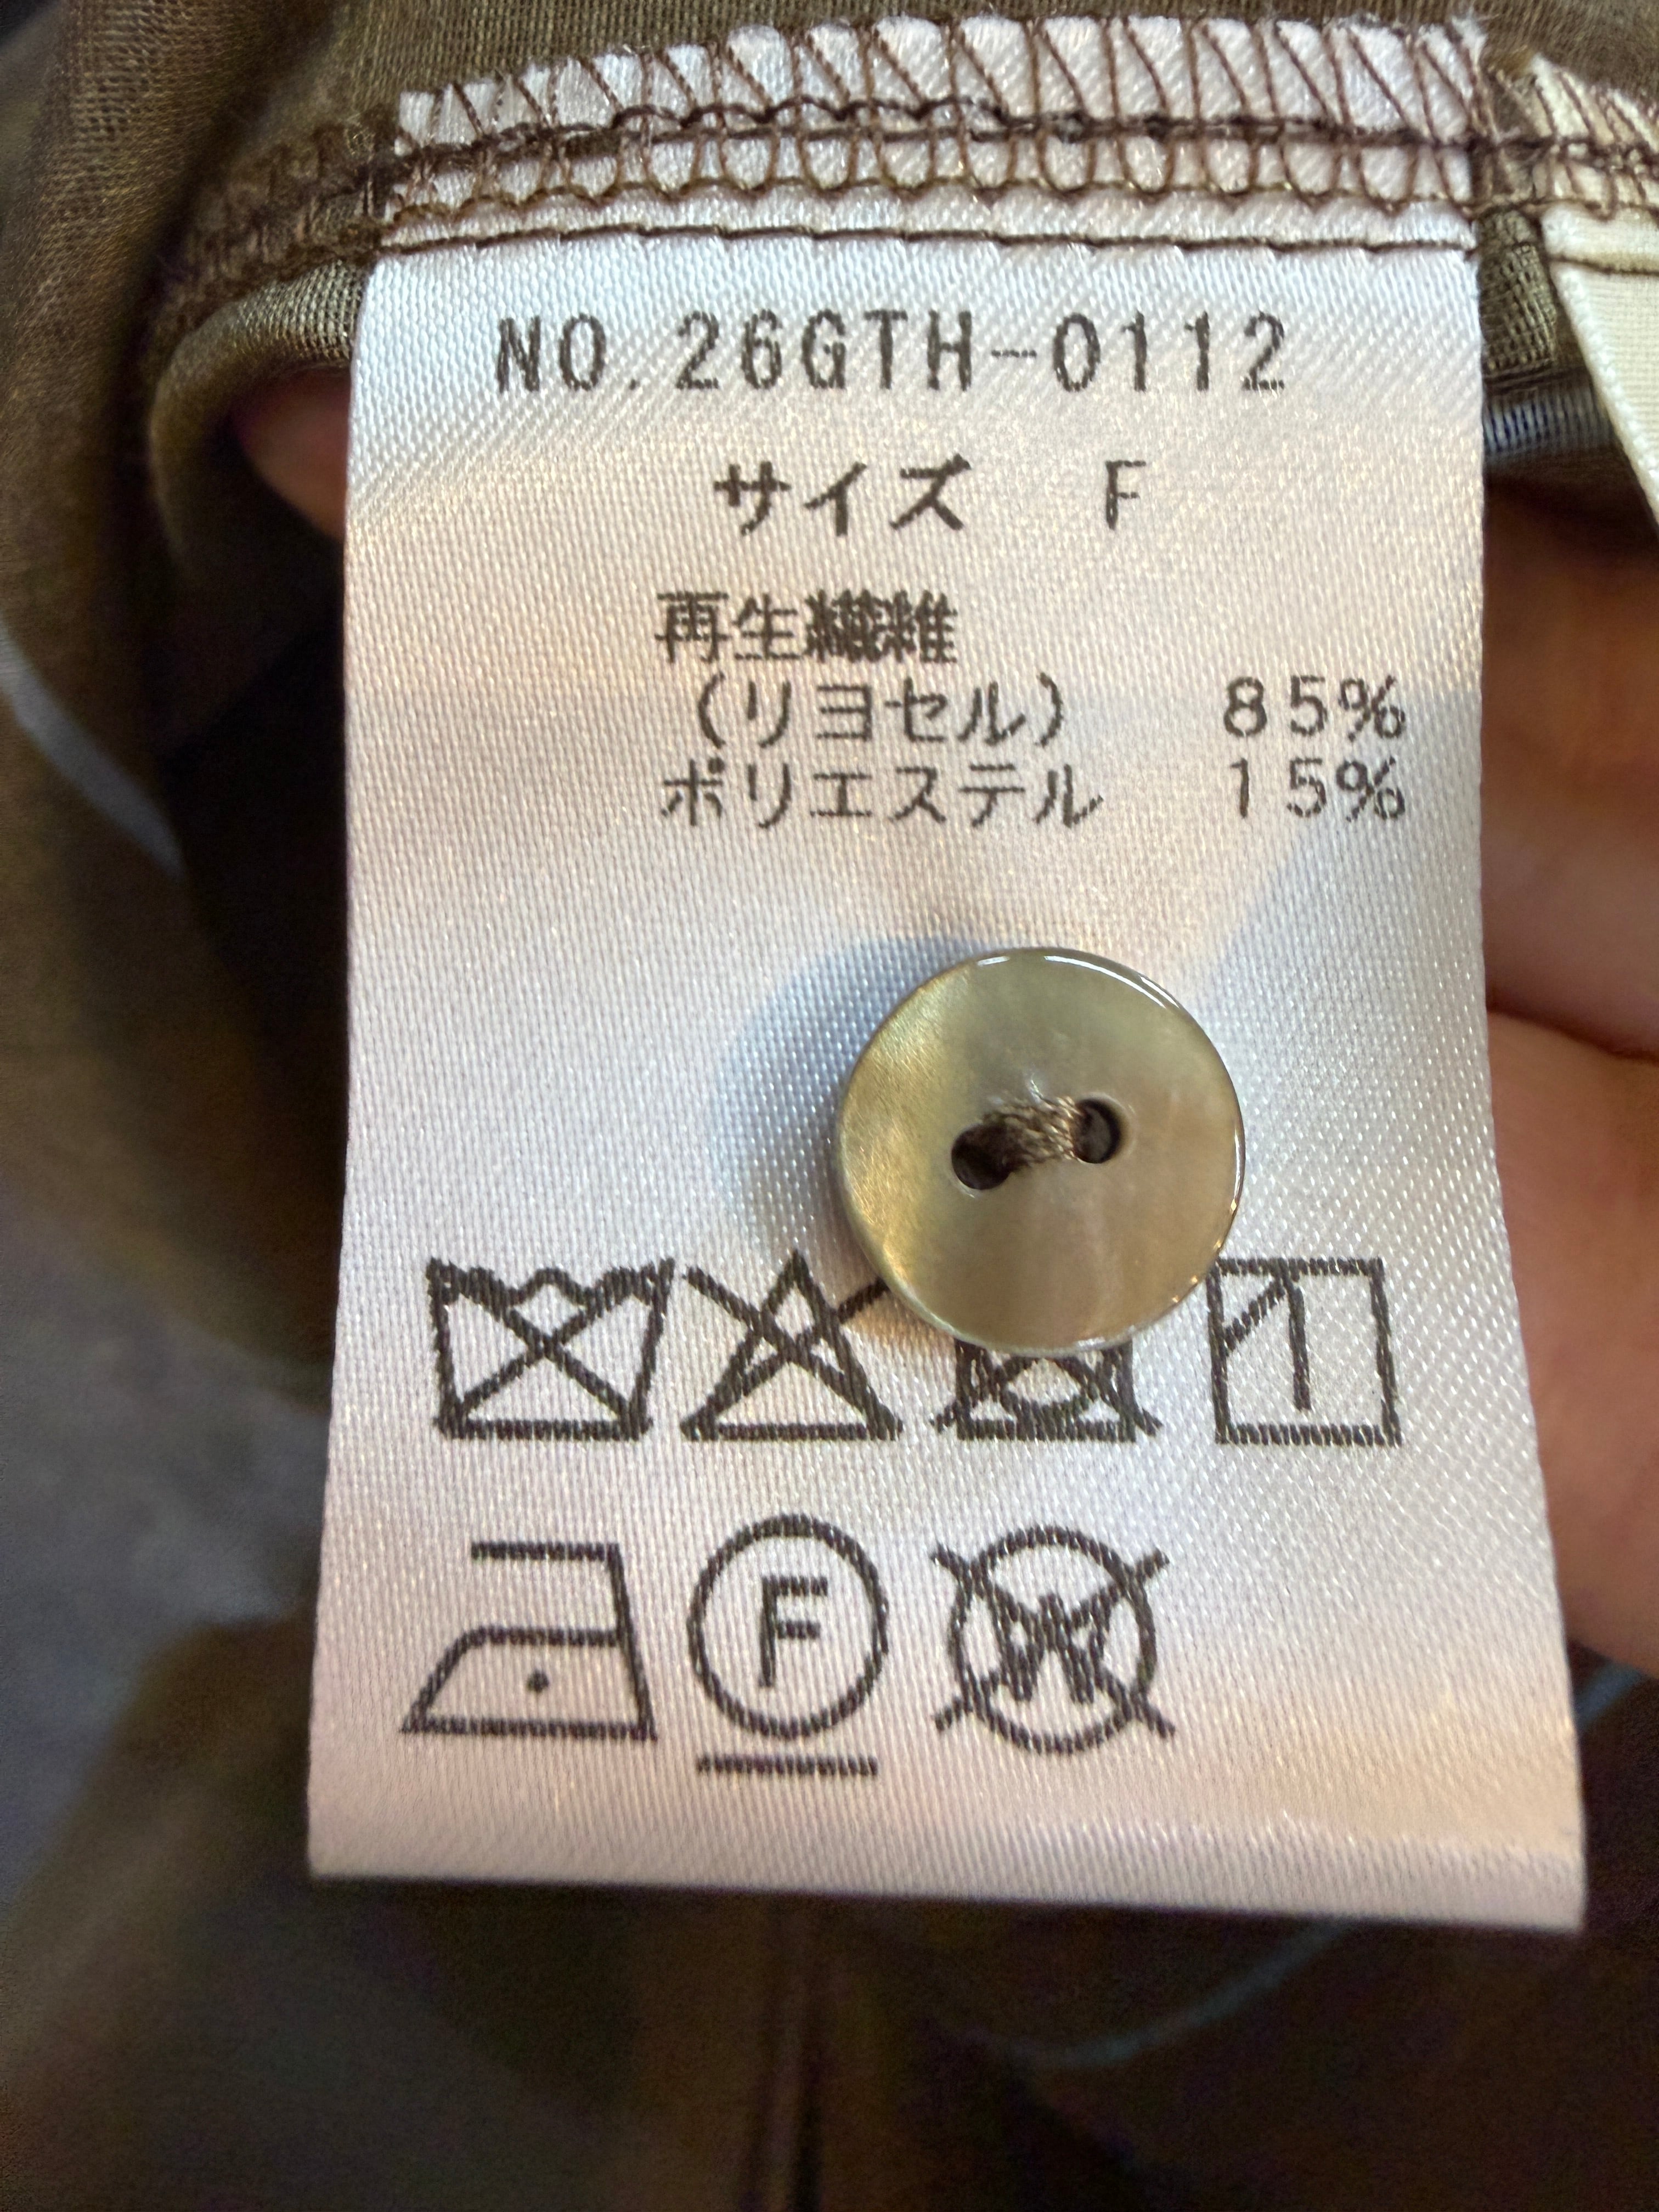 NO.26GTH-0112
サイズ F
再生繊維
(リヨセル) 85%
ポリエステル 15%
F
W